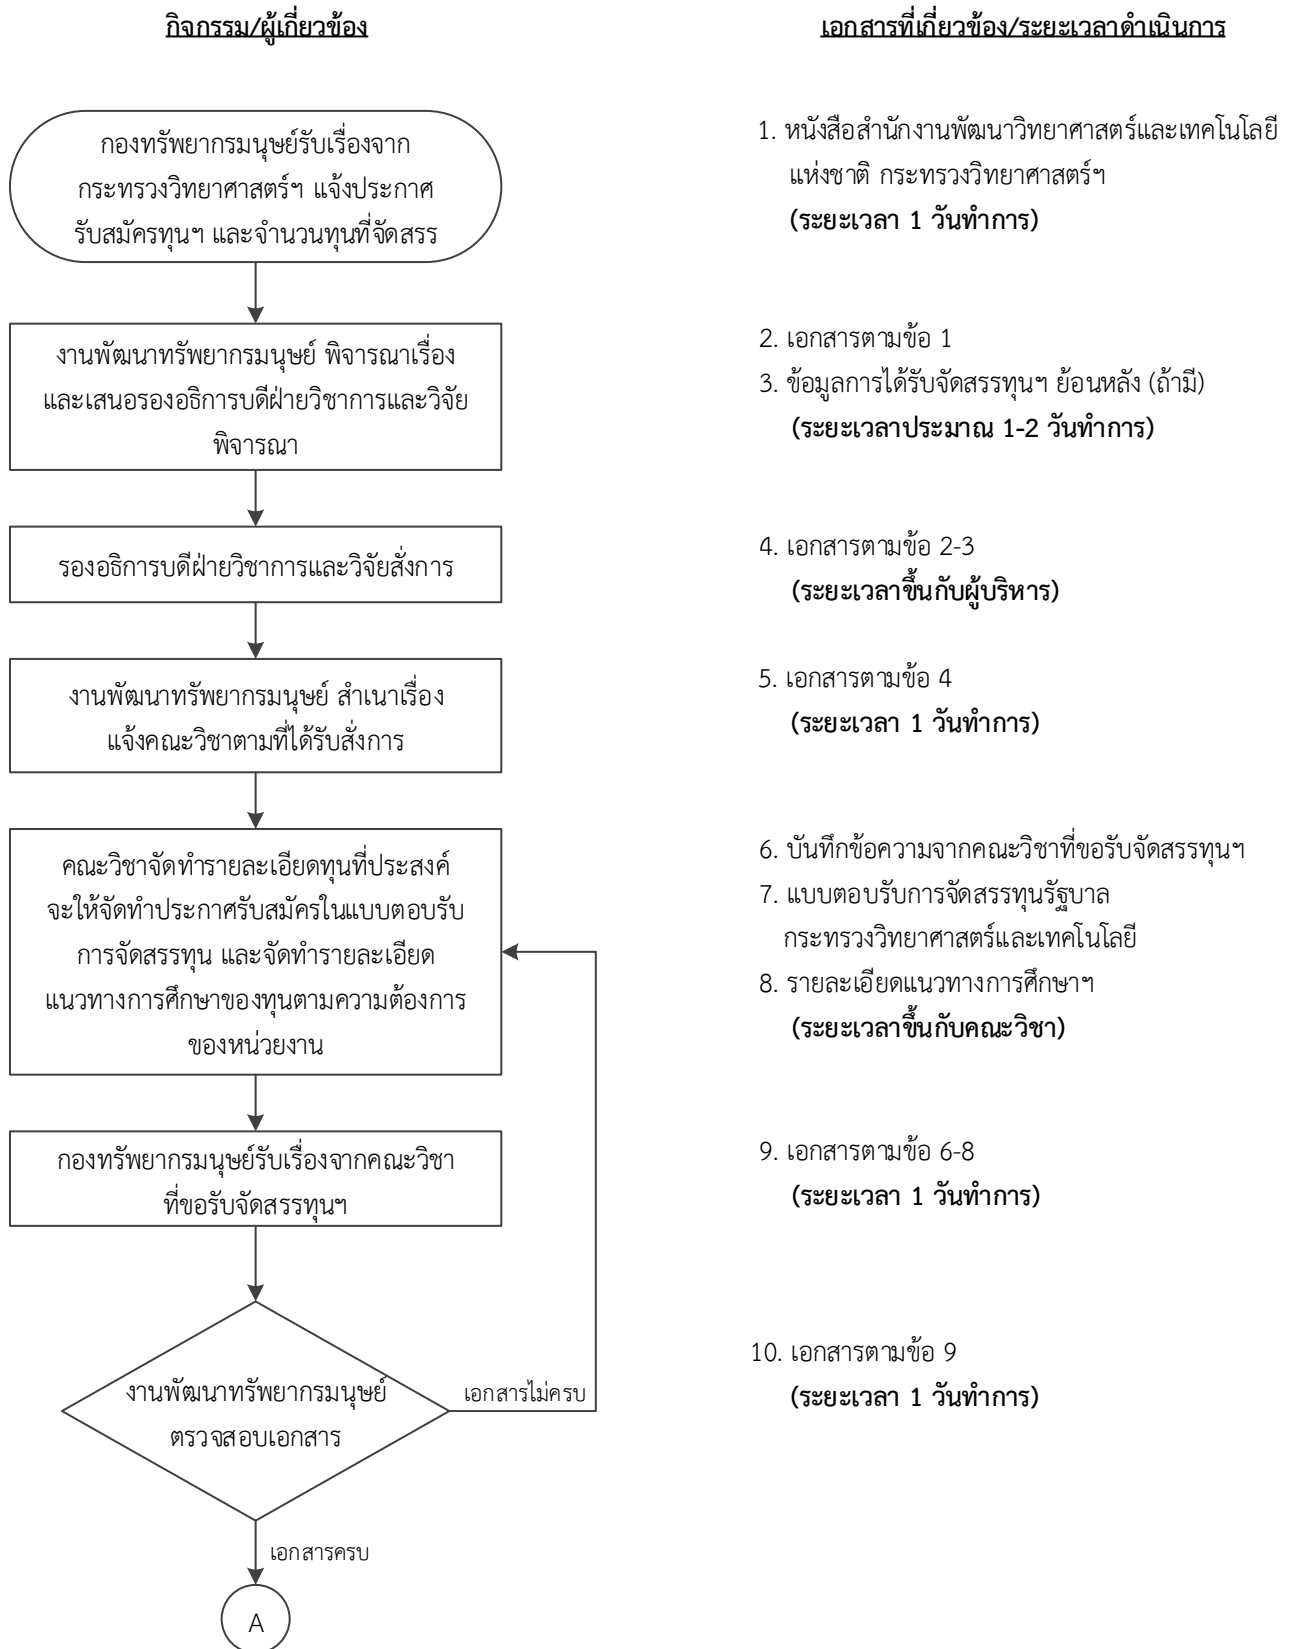 กิจกรรม/ผู้เกี่ยวข้อง
เอกสารที่เกี่ยวข้อง/ระยะเวลาดำเนินการ
กองทรัพยากรมนุษย์รับเรื่องจาก
กระทรวงวิทยาศาสตร์ฯ แจ้งประกาศ
รับสมัครทุนฯ และจำนวนทุนที่จัดสรร
1. หนังสือสำนักงานพัฒนาวิทยาศาสตร์และเทคโนโลยี
แห่งชาติ กระทรวงวิทยาศาสตร์ฯ
(ระยะเวลา 1 วันทำการ)
งานพัฒนาทรัพยากรมนุษย์ พิจารณาเรื่อง
และเสนอรองอธิการบดีฝ่ายวิชาการและวิจัย
พิจารณา
2. เอกสารตามข้อ 1
3. ข้อมูลการได้รับจัดสรรทุนฯ ย้อนหลัง (ถ้ามี)
(ระยะเวลาประมาณ 1-2 วันทำการ)
รองอธิการบดีฝ่ายวิชาการและวิจัยสั่งการ
4. เอกสารตามข้อ 2-3
(ระยะเวลาขึ้นกับผู้บริหาร)
งานพัฒนาทรัพยากรมนุษย์ สำเนาเรื่อง
แจ้งคณะวิชาตามที่ได้รับสั่งการ
5. เอกสารตามข้อ 4
(ระยะเวลา 1 วันทำการ)
คณะวิชาจัดทำรายละเอียดทุนที่ประสงค์
จะให้จัดทำประกาศรับสมัครในแบบตอบรับ
การจัดสรรทุน และจัดทำรายละเอียด
แนวทางการศึกษาของทุนตามความต้องการ
ของหน่วยงาน
6. บันทึกข้อความจากคณะวิชาที่ขอรับจัดสรรทุนฯ
7. แบบตอบรับการจัดสรรทุนรัฐบาล
กระทรวงวิทยาศาสตร์และเทคโนโลยี
8. รายละเอียดแนวทางการศึกษาฯ
(ระยะเวลาขึ้นกับคณะวิชา)
กองทรัพยากรมนุษย์รับเรื่องจากคณะวิชา
ที่ขอรับจัดสรรทุนฯ
9. เอกสารตามข้อ 6-8
(ระยะเวลา 1 วันทำการ)
งานพัฒนาทรัพยากรมนุษย์
ตรวจสอบเอกสาร
เอกสารไม่ครบ
10. เอกสารตามข้อ 9
(ระยะเวลา 1 วันทำการ)
เอกสารครบ
A